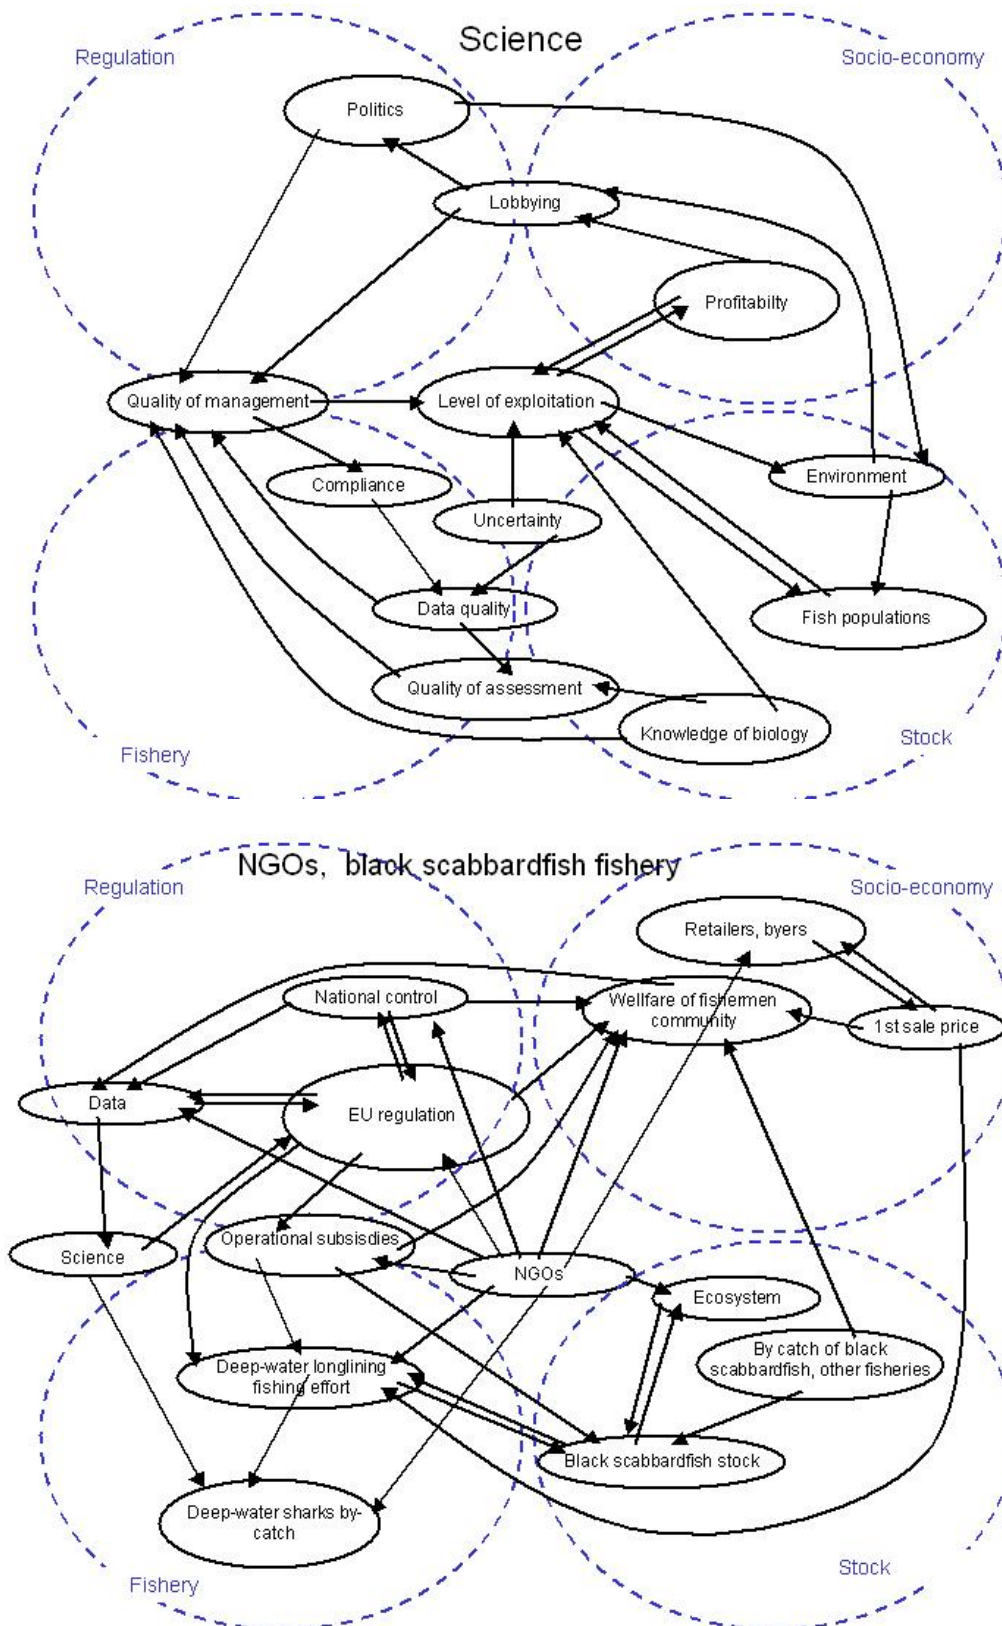 Science
Regulation
Socio-economy
Politics
Lobbying
Profitabilty
Quality of management
Level of exploitation
Compliance
Environment
Uncertainty
Data quality
Fish populations
Quality of assessment
Knowledge of biology
Fishery
Stock
NGOs, black scabbardfish fishery
Regulation
Socio-economy
Retailers, byers
National control
Wellfare of fishermen
community
1st sale price
Data
EU regulation
Operational subsisdies
Science
NGOs
Ecosystem
By catch of black
scabbardfish, other fisheries
Deep-water longlining
fishing effort
Black scabbardfish stock
Deep-water sharks by-
catch
Fishery
Stock